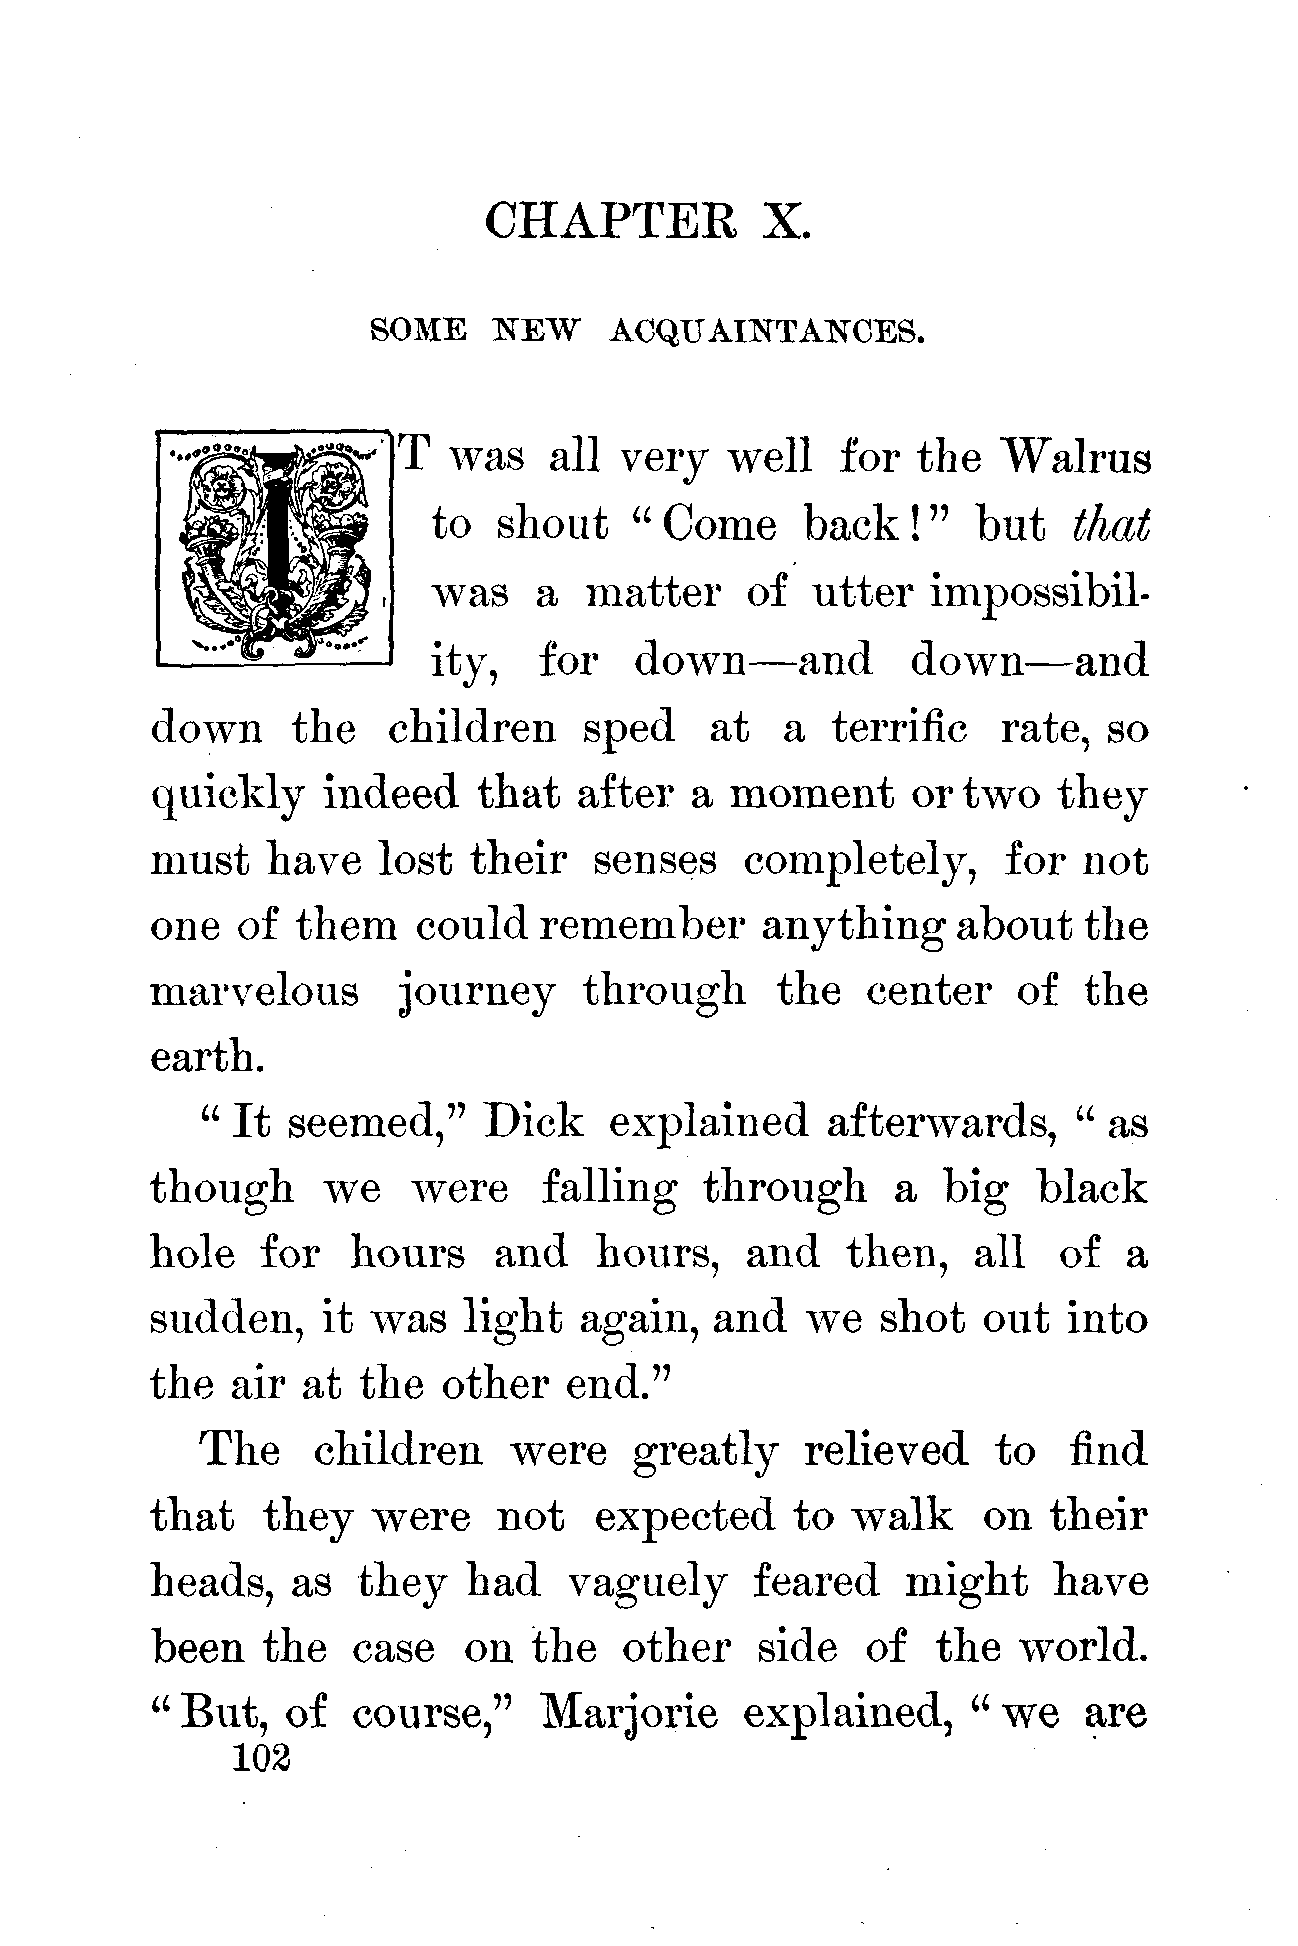 CHAPTER X.
SOME NEW ACQUAINTANCES.
IT was all very well for the Walrus
to shout “Come back!” but that
was a matter of utter impossibil-
ity, for down—and down—and
down the children sped at a terrific rate, so
quickly indeed that after a moment or two they
must have lost their senses completely, for not
one of them could remember anything about the
marvelous journey through the center of the
earth.
“It seemed,” Dick explained afterwards, “as
though we were falling through a big black
hole for hours and hours, and then, all of a
sudden, it was light again, and we shot out into
the air at the other end.”
The children were greatly relieved to find
that they were not expected to walk on their
heads, as they had vaguely feared might have
been the case on the other side of the world.
“But, of course,” Marjorie explained, “we are
102